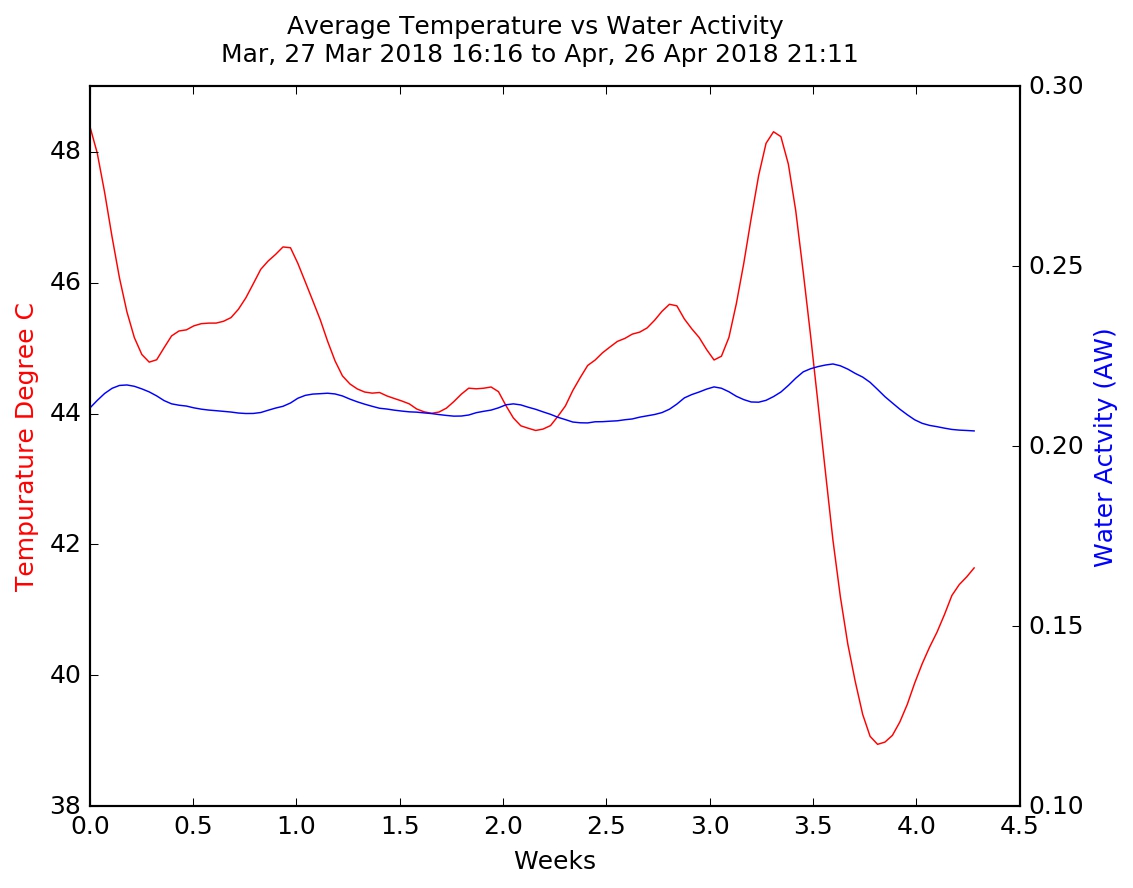 Average Temperature vs Water Activity
Mar, 27 Mar 2018 16:16 to Apr, 26 Apr 2018 21:11
48
46
44
42
40
38
Tempurature Degree C
0.30
0.25
0.20
0.15
0.10
Water Actvity (AW)
0.0 0.5 1.0 1.5 2.0 2.5 3.0 3.5 4.0 4.5
Weeks